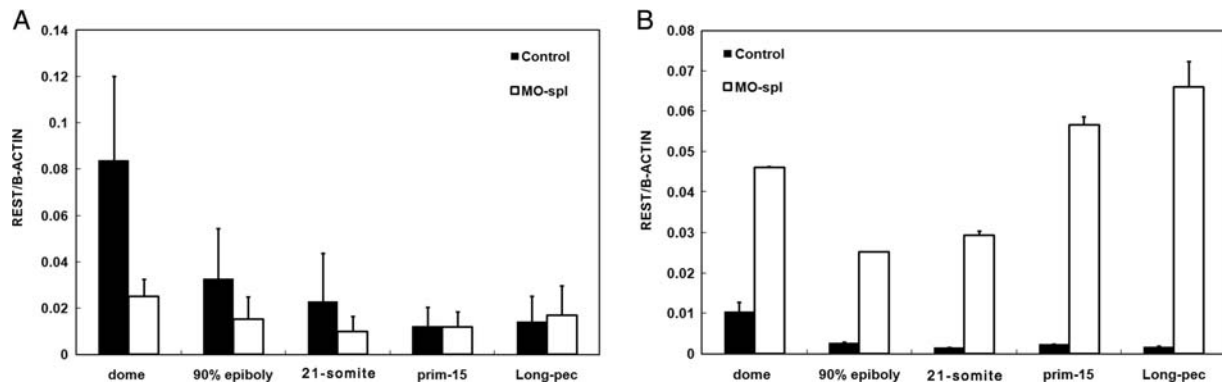 A
0.14
0.12
0.1
0.08
0.06
0.04
0.02
0
REST/B-ACTIN
Control
MO-spl
dome
90% epiboly
21-somite
prim-15
Long-pec
B
0.08
0.07
0.06
0.05
0.04
0.03
0.02
0.01
0
REST/B-ACTIN
Control
MO-spl
dome
90% epiboly
21-somite
prim-15
Long-pec